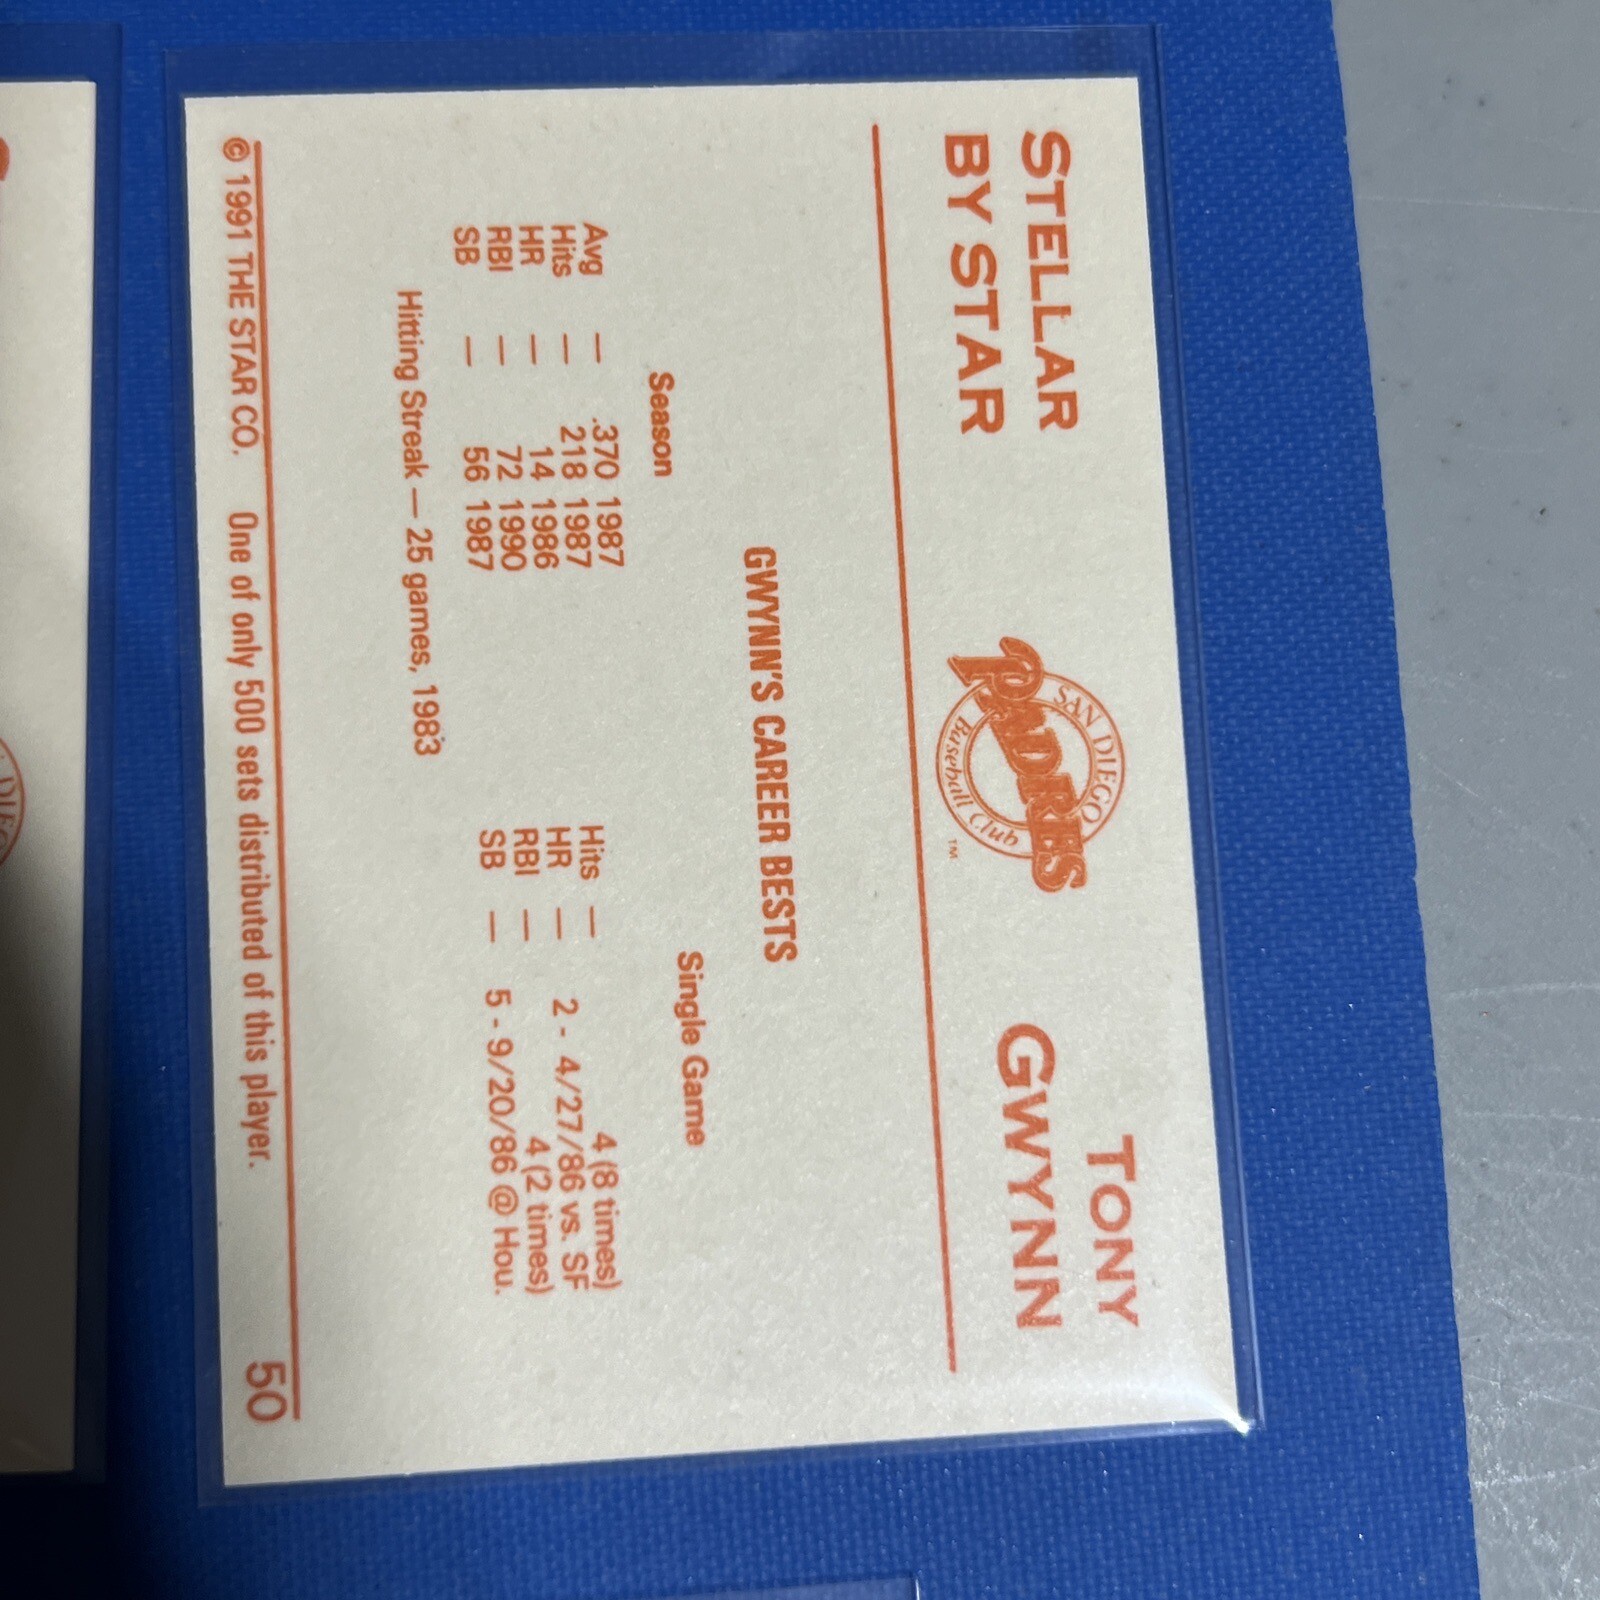 STELLAR
BY STAR
SAN DIEGO
PADRES
Baseball Club
TM
TONY
GWYNN
GWYNN'S CAREER BESTS
Season
Avg — .370 1987
Hits — 218 1987
HR — 14 1986
RBI — 72 1990
SB — 56 1987
Hitting Streak — 25 games, 1983
Single Game
Hits — 4 (8 times)
HR — 2 - 4/27/86 vs. SF
RBI — 4 (2 times)
SB — 5 - 9/20/86 @ Hou.
© 1991 THE STAR CO. One of only 500 sets distributed of this player. 50